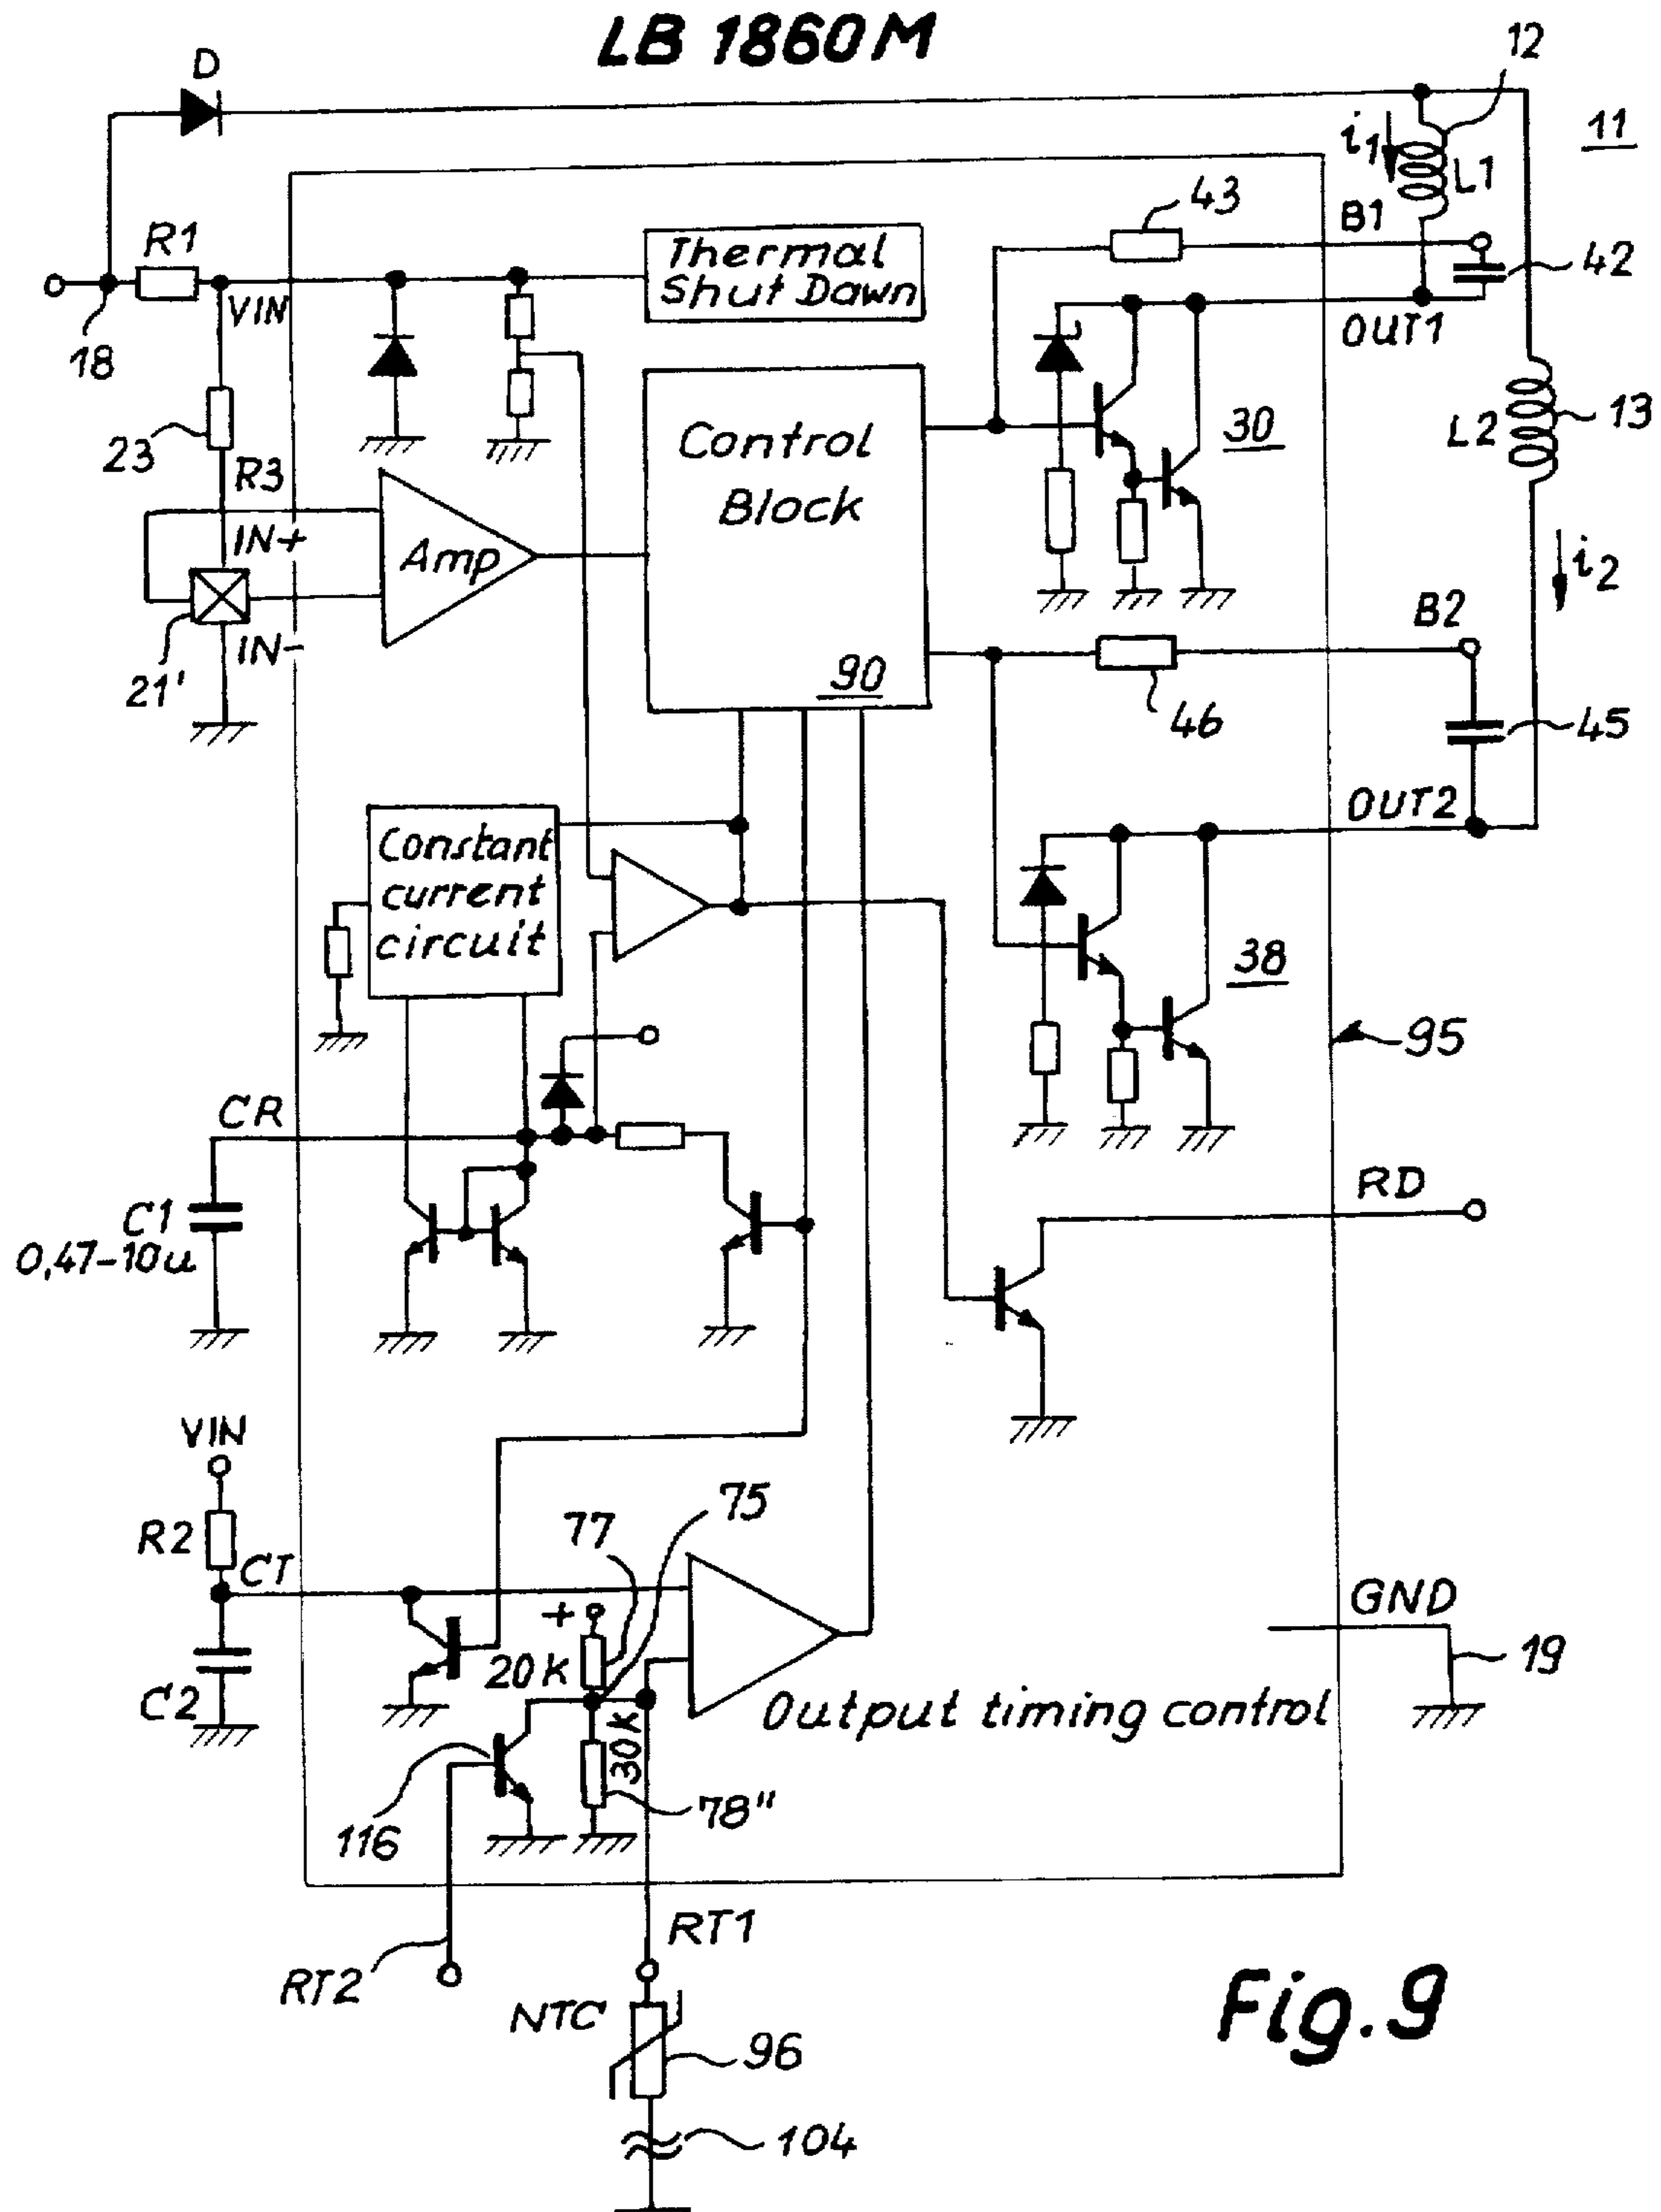 LB 1860M
D
12
11
i1
L1
R1
43
B1
Thermal
Shut Dawn
42
VIN
OUT1
18
Control
Block
30
L2
13
23
R3
IN+
Amp
i2
B2
IN-
21'
90
46
45
OUT2
Constant
current
circuit
38
95
CR
RD
C1
0,47-10u
VIN
75
77
R2
CT
GND
+
20K
19
C2
30K
Output timing control
78"
116
RT1
RT2
NTC
96
104
Fig.9